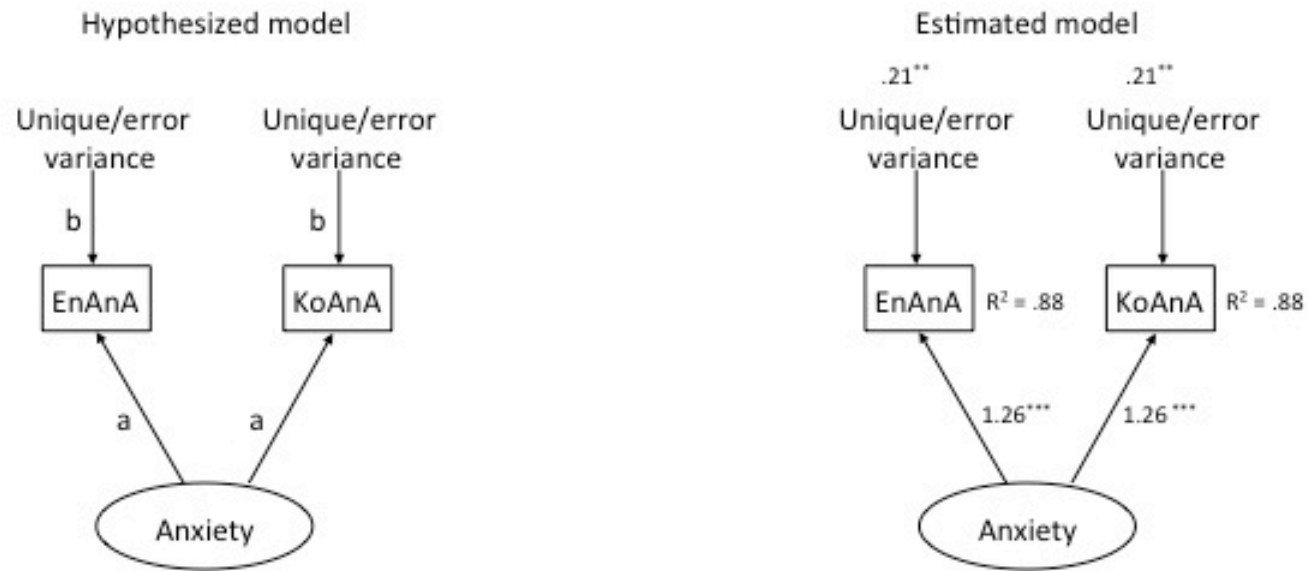 Hypothesized model
Estimated model
.21**
.21**
Unique/error
variance
Unique/error
variance
Unique/error
variance
Unique/error
variance
b
b
EnAnA
KoAnA
EnAnA
R² = .88
KoAnA
R² = .88
a
a
1.26***
1.26 ***
Anxiety
Anxiety